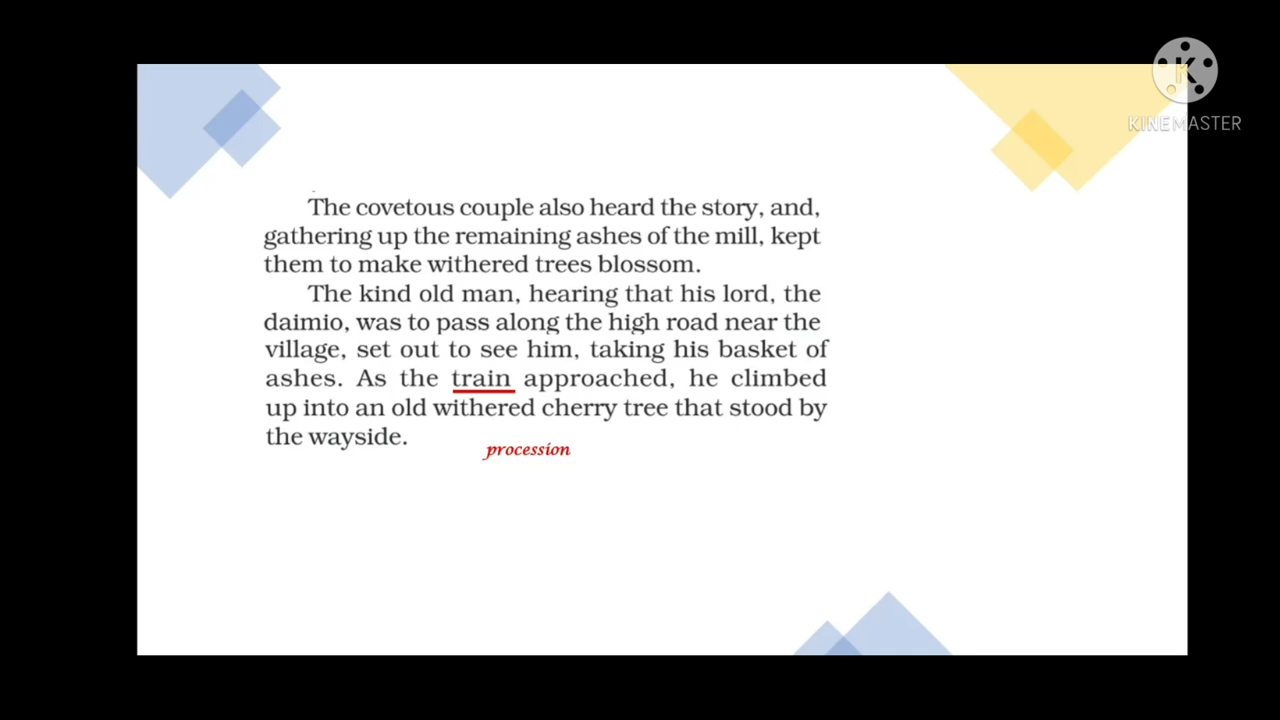 KINEMASTER
The covetous couple also heard the story, and,
gathering up the remaining ashes of the mill, kept
them to make withered trees blossom.
The kind old man, hearing that his lord, the
daimio, was to pass along the high road near the
village, set out to see him, taking his basket of
ashes. As the train approached, he climbed
up into an old withered cherry tree that stood by
the wayside.
procession